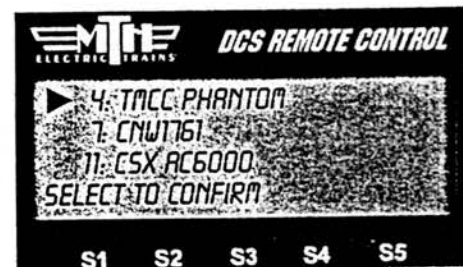 MTH
ELECTRIC TRAINS
DCS REMOTE CONTROL
4: TMCC PHANTOM
7: CNW1761
11: CSX AC6000
SELECT TO CONFIRM
S1 S2 S3 S4 S5